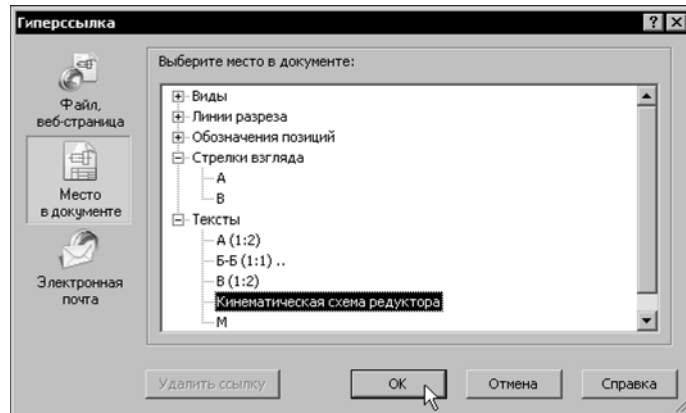 Гиперссылка
Файл,
веб-страница
Место
в документе
Электронная
почта
Выберите место в документе:
Виды
Линии разреза
Обозначения позиций
Стрелки взгляда
А
В
Тексты
А (1:2)
Б-Б (1:1) ..
В (1:2)
Кинематическая схема редуктора
М
Удалить ссылку
ОК
Отмена
Справка